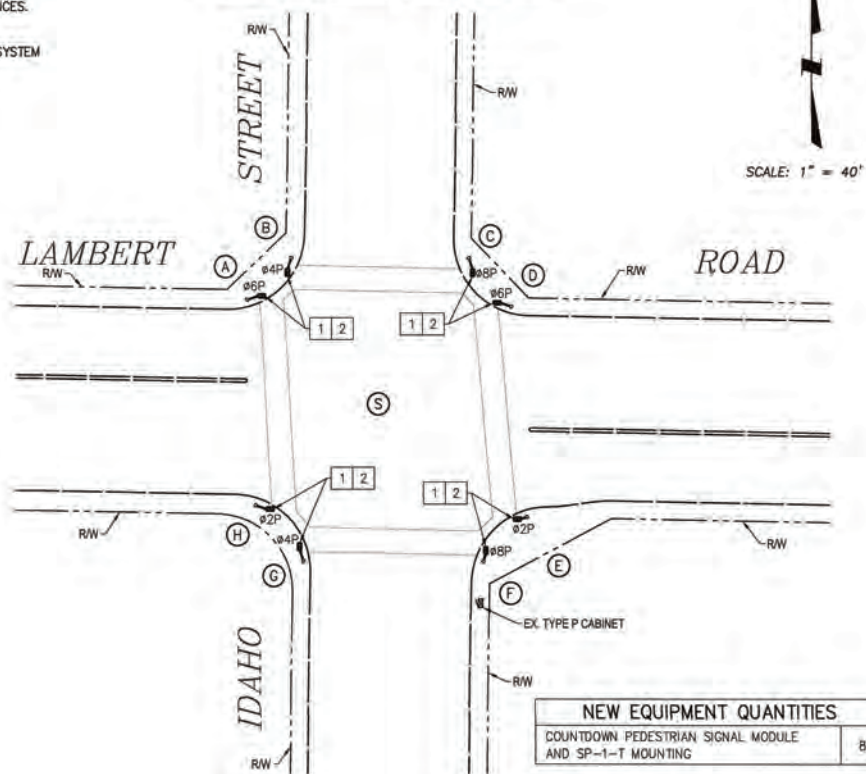 NCES.
SYSTEM
R/W
R/W
STREET
SCALE: 1" = 40'
LAMBERT
R/W
B
A
ø4P
ø6P
C
D
ø8P
ø6P
R/W
ROAD
1 2
1 2
S
1 2
1 2
R/W
H
ø2P
ø4P
G
ø2P
ø8P
E
F
R/W
EX. TYPE P CABINET
IDAHO
R/W
R/W
NEW EQUIPMENT QUANTITIES
COUNTDOWN PEDESTRIAN SIGNAL MODULE
AND SP-1-T MOUNTING
8